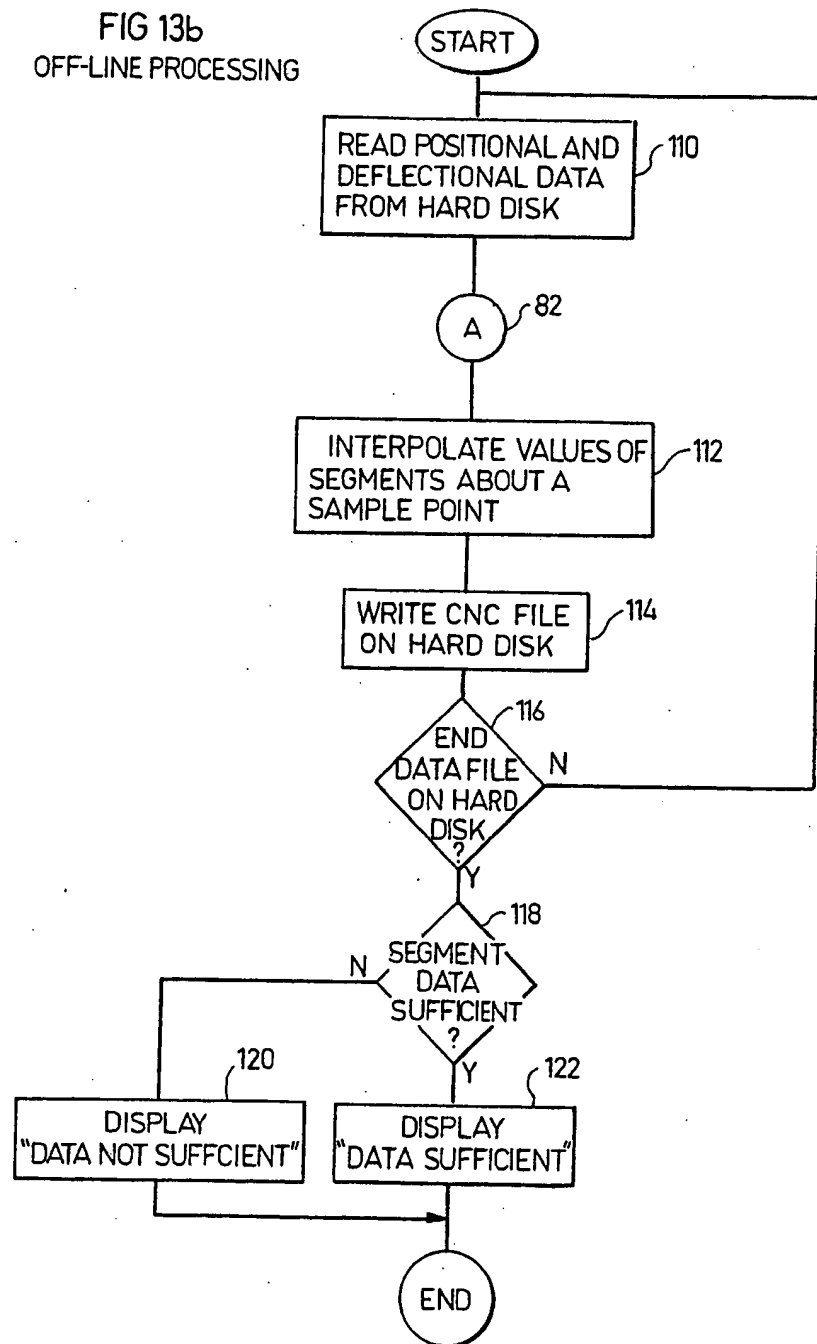 FIG 13b
OFF-LINE PROCESSING
START
READ POSITIONAL AND
DEFLECTIONAL DATA
FROM HARD DISK
110
A
82
INTERPOLATE VALUES OF
SEGMENTS ABOUT A
SAMPLE POINT
112
WRITE CNC FILE
ON HARD DISK
114
116
END
DATA FILE
ON HARD
DISK
?
N
Y
118
SEGMENT
DATA
SUFFICIENT
?
N
Y
120
DISPLAY
"DATA NOT SUFFCIENT"
122
DISPLAY
"DATA SUFFICIENT"
END